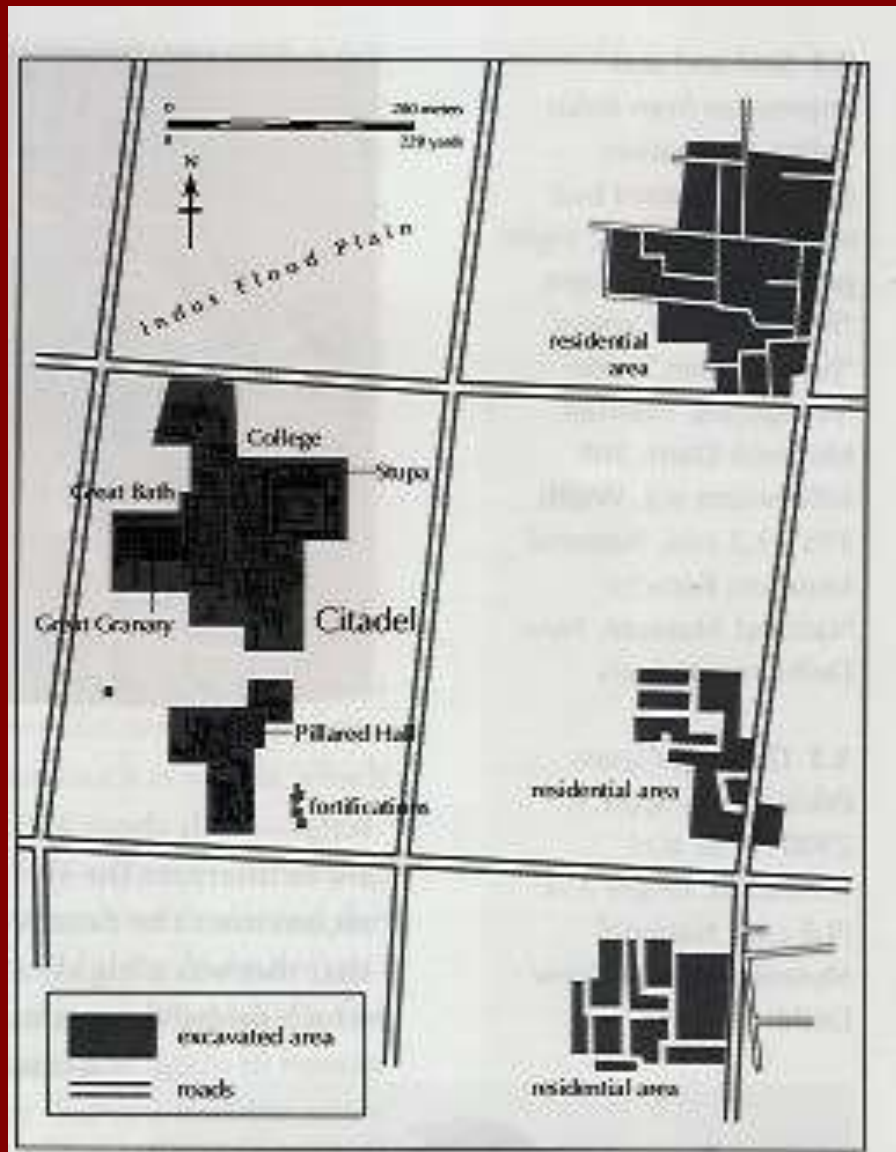 0 200 meters
0 220 yards
N
Indus Flood Plain
residential
area
College
Stupa
Great Bath
Great Granary
Citadel
Pillared Hall
residential area
fortifications
excavated area
roads
residential area